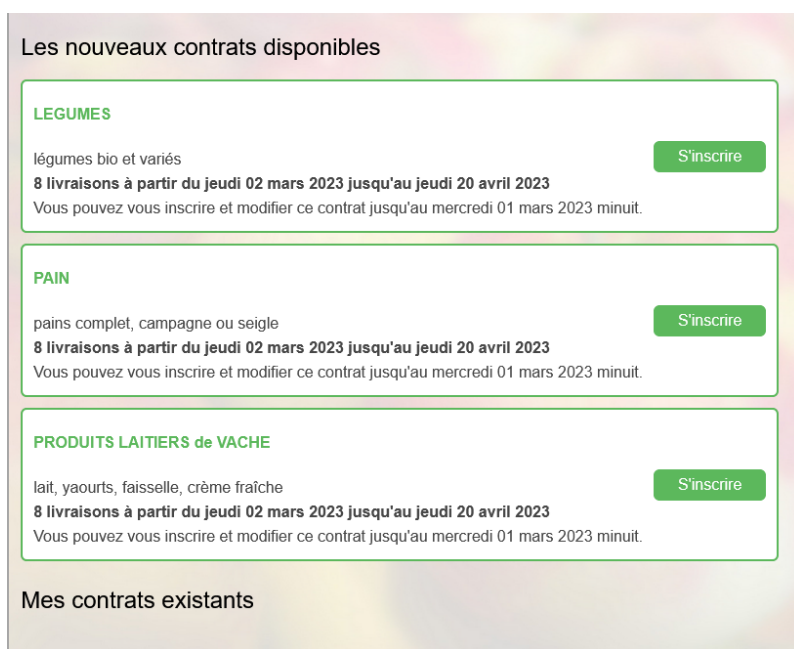 Les nouveaux contrats disponibles
LEGUMES
légumes bio et variés
S'inscrire
8 livraisons à partir du jeudi 02 mars 2023 jusqu'au jeudi 20 avril 2023
Vous pouvez vous inscrire et modifier ce contrat jusqu'au mercredi 01 mars 2023 minuit.
PAIN
pains complet, campagne ou seigle
S'inscrire
8 livraisons à partir du jeudi 02 mars 2023 jusqu'au jeudi 20 avril 2023
Vous pouvez vous inscrire et modifier ce contrat jusqu'au mercredi 01 mars 2023 minuit.
PRODUITS LAITIERS de VACHE
lait, yaourts, faisselle, crème fraîche
S'inscrire
8 livraisons à partir du jeudi 02 mars 2023 jusqu'au jeudi 20 avril 2023
Vous pouvez vous inscrire et modifier ce contrat jusqu'au mercredi 01 mars 2023 minuit.
Mes contrats existants